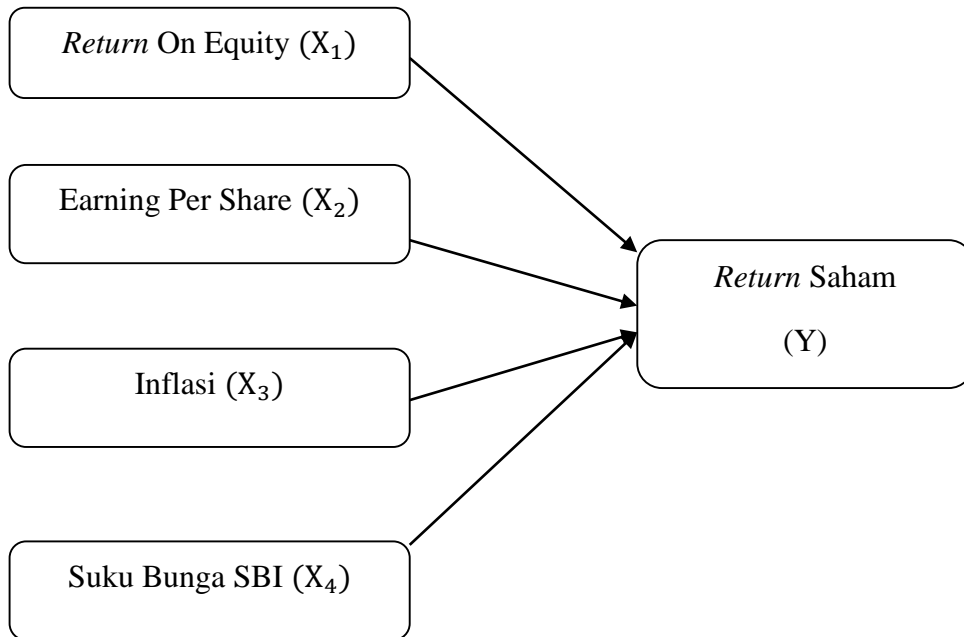 Return On Equity (X₁)
Earning Per Share (X₂)
Inflasi (X₃)
Suku Bunga SBI (X₄)
Return Saham
(Y)